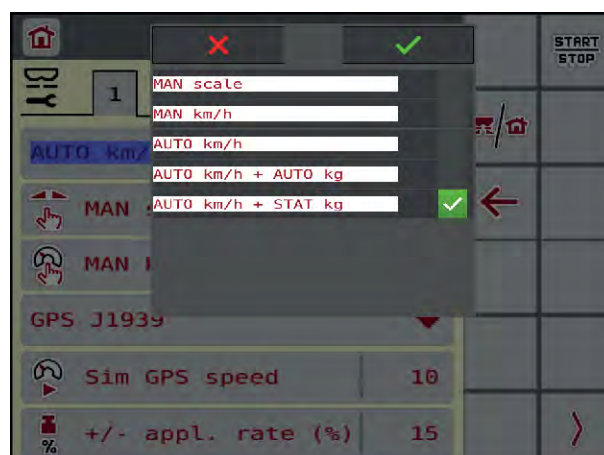 START
STOP
1
MAN scale
MAN km/h
AUTO km/h
AUTO km/h + AUTO kg
AUTO km/h + STAT kg
AUTO km/
MAN
MAN
GPS J1939
Sim GPS speed 10
+/- appl. rate (%) 15
%